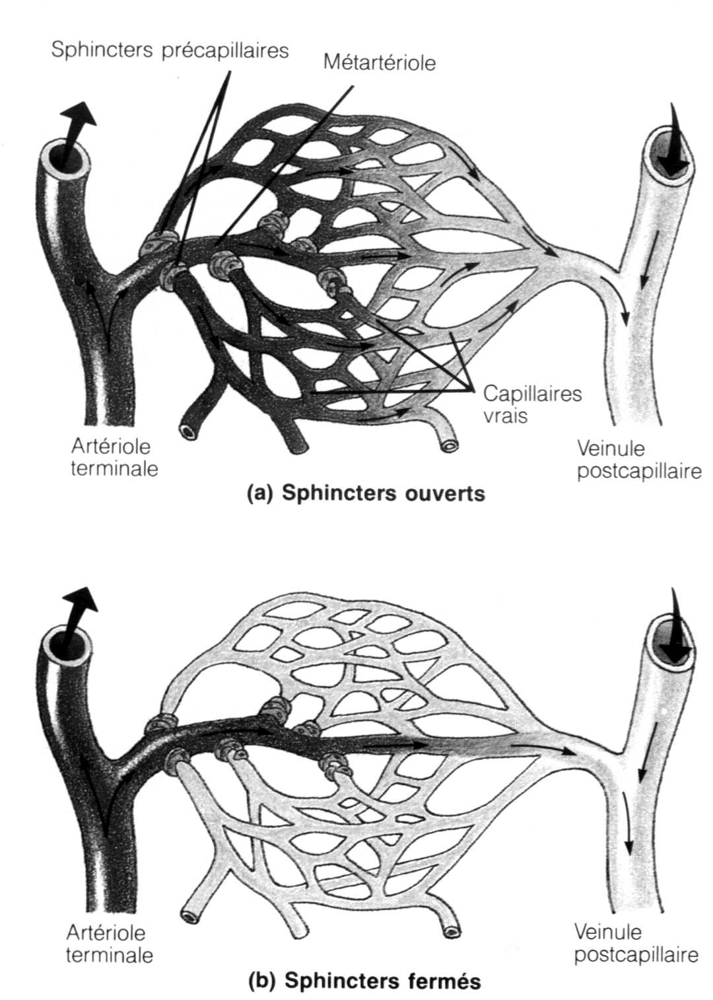 Sphincters précapillaires
Métartériole
Capillaires
vrais
Artériole
terminale
Veinule
postcapillaire
(a) Sphincters ouverts
Artériole
terminale
Veinule
postcapillaire
(b) Sphincters fermés